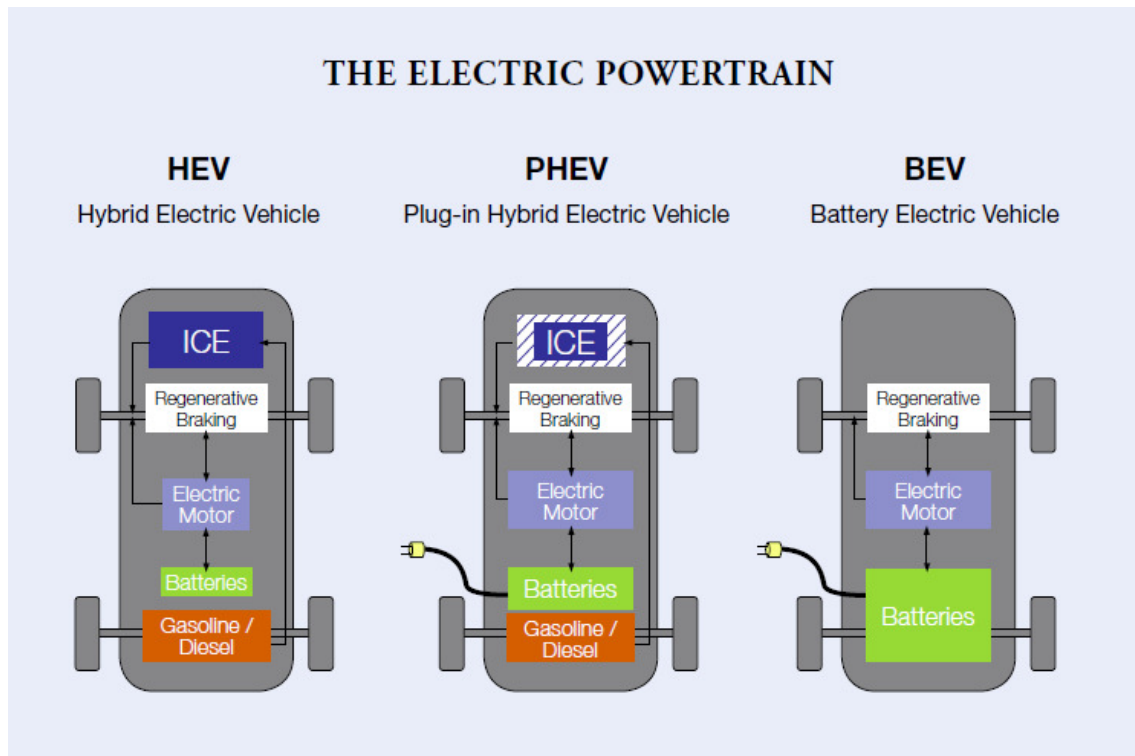 THE ELECTRIC POWERTRAIN
HEV
Hybrid Electric Vehicle
ICE
Regenerative
Braking
Electric
Motor
Batteries
Gasoline /
Diesel
PHEV
Plug-in Hybrid Electric Vehicle
ICE
Regenerative
Braking
Electric
Motor
Batteries
Gasoline /
Diesel
BEV
Battery Electric Vehicle
Regenerative
Braking
Electric
Motor
Batteries